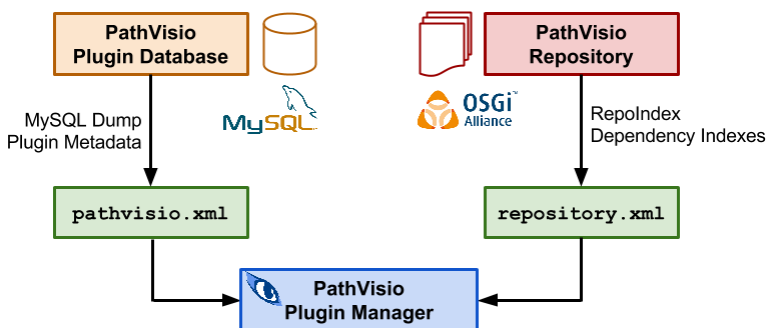 PathVisio
Plugin Database
PathVisio
Repository
MySQL
OSGi™
Alliance
MySQL Dump
Plugin Metadata
RepoIndex
Dependency Indexes
pathvisio.xml
repository.xml
PathVisio
Plugin Manager